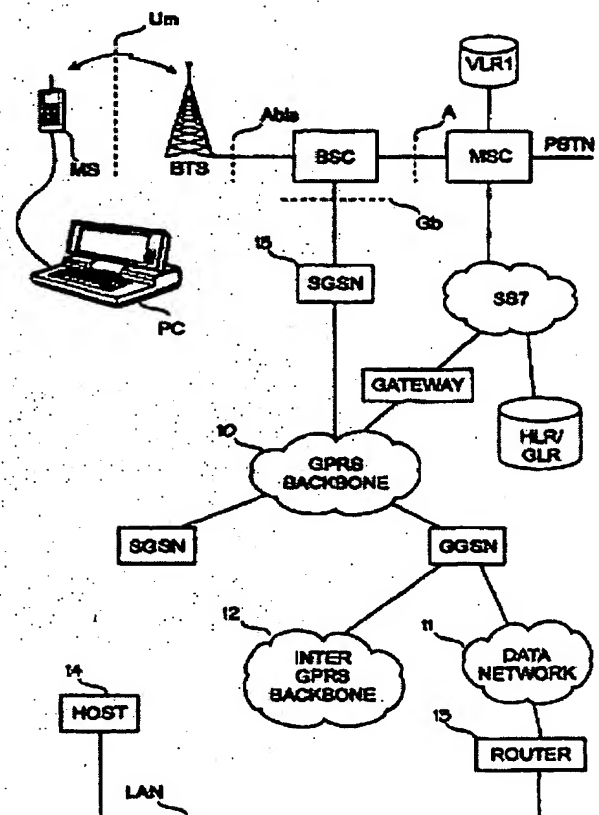 Um
VLR1
Abis
A
MS
BTS
BSC
MSC
PSTN
Gb
15
SGSN
SS7
PC
GATEWAY
10
GPRS
BACKBONE
HLR/
GLR
SGSN
GGSN
12
INTER
GPRS
BACKBONE
11
DATA
NETWORK
14
HOST
13
ROUTER
LAN